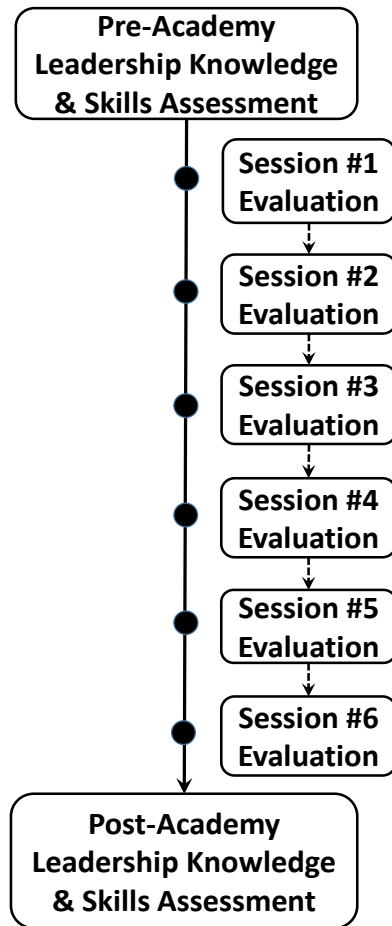 Pre-Academy
Leadership Knowledge
& Skills Assessment
Session #1
Evaluation
Session #2
Evaluation
Session #3
Evaluation
Session #4
Evaluation
Session #5
Evaluation
Session #6
Evaluation
Post-Academy
Leadership Knowledge
& Skills Assessment